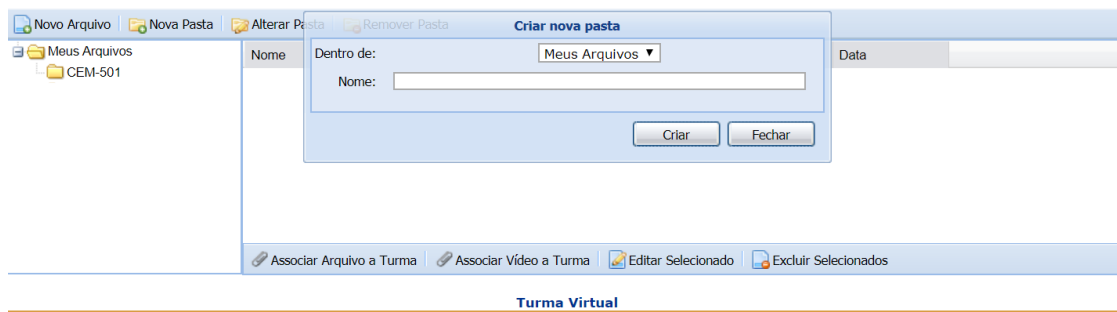 Novo Arquivo Nova Pasta Alterar Pasta Remover Pasta
Criar nova pasta
Meus Arquivos
CEM-501
Nome Data
Dentro de: Meus Arquivos ▼
Nome:
Criar Fechar
Associar Arquivo a Turma Associar Vídeo a Turma Editar Selecionado Excluir Selecionados
Turma Virtual